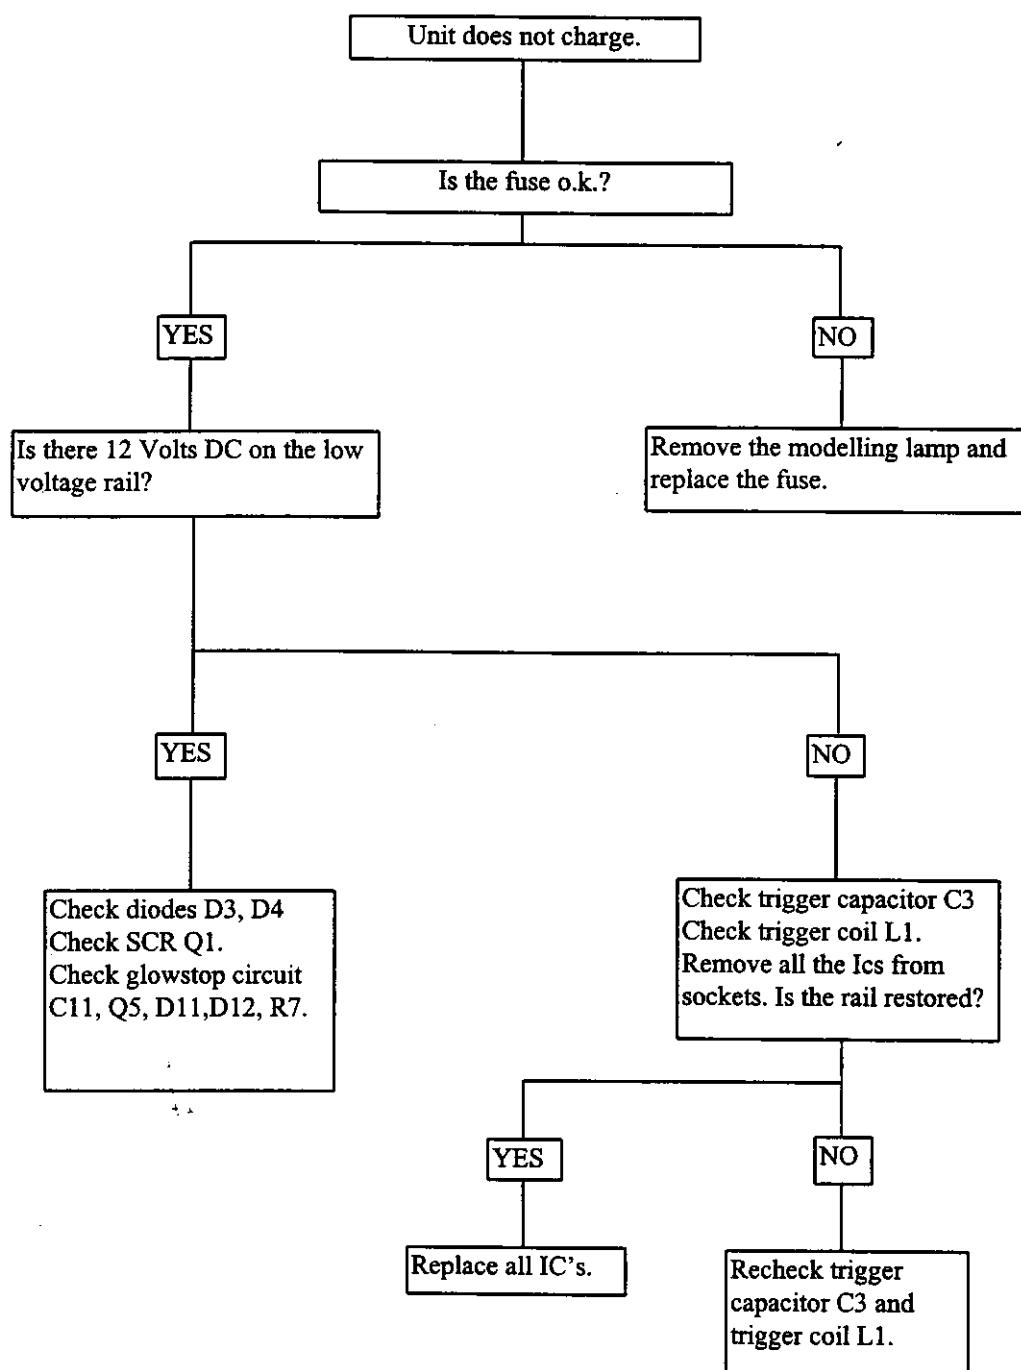 Unit does not charge.
Is the fuse o.k.?
YES
NO
Is there 12 Volts DC on the low
voltage rail?
Remove the modelling lamp and
replace the fuse.
YES
NO
Check diodes D3, D4
Check SCR Q1.
Check glowstop circuit
C11, Q5, D11,D12, R7.
Check trigger capacitor C3
Check trigger coil L1.
Remove all the Ics from
sockets. Is the rail restored?
YES
NO
Replace all IC's.
Recheck trigger
capacitor C3 and
trigger coil L1.